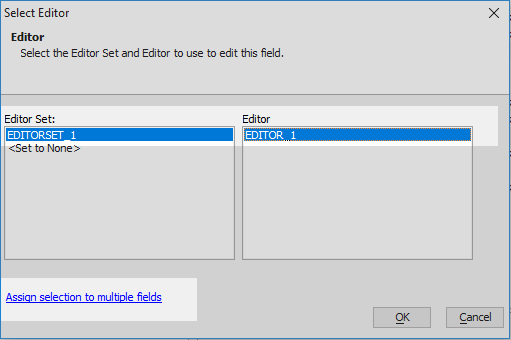 Select Editor
Editor
Select the Editor Set and Editor to use to edit this field.
Editor Set:
Editor
EDITORSET_1
EDITOR_1
<Set to None>
Assign selection to multiple fields
OK
Cancel